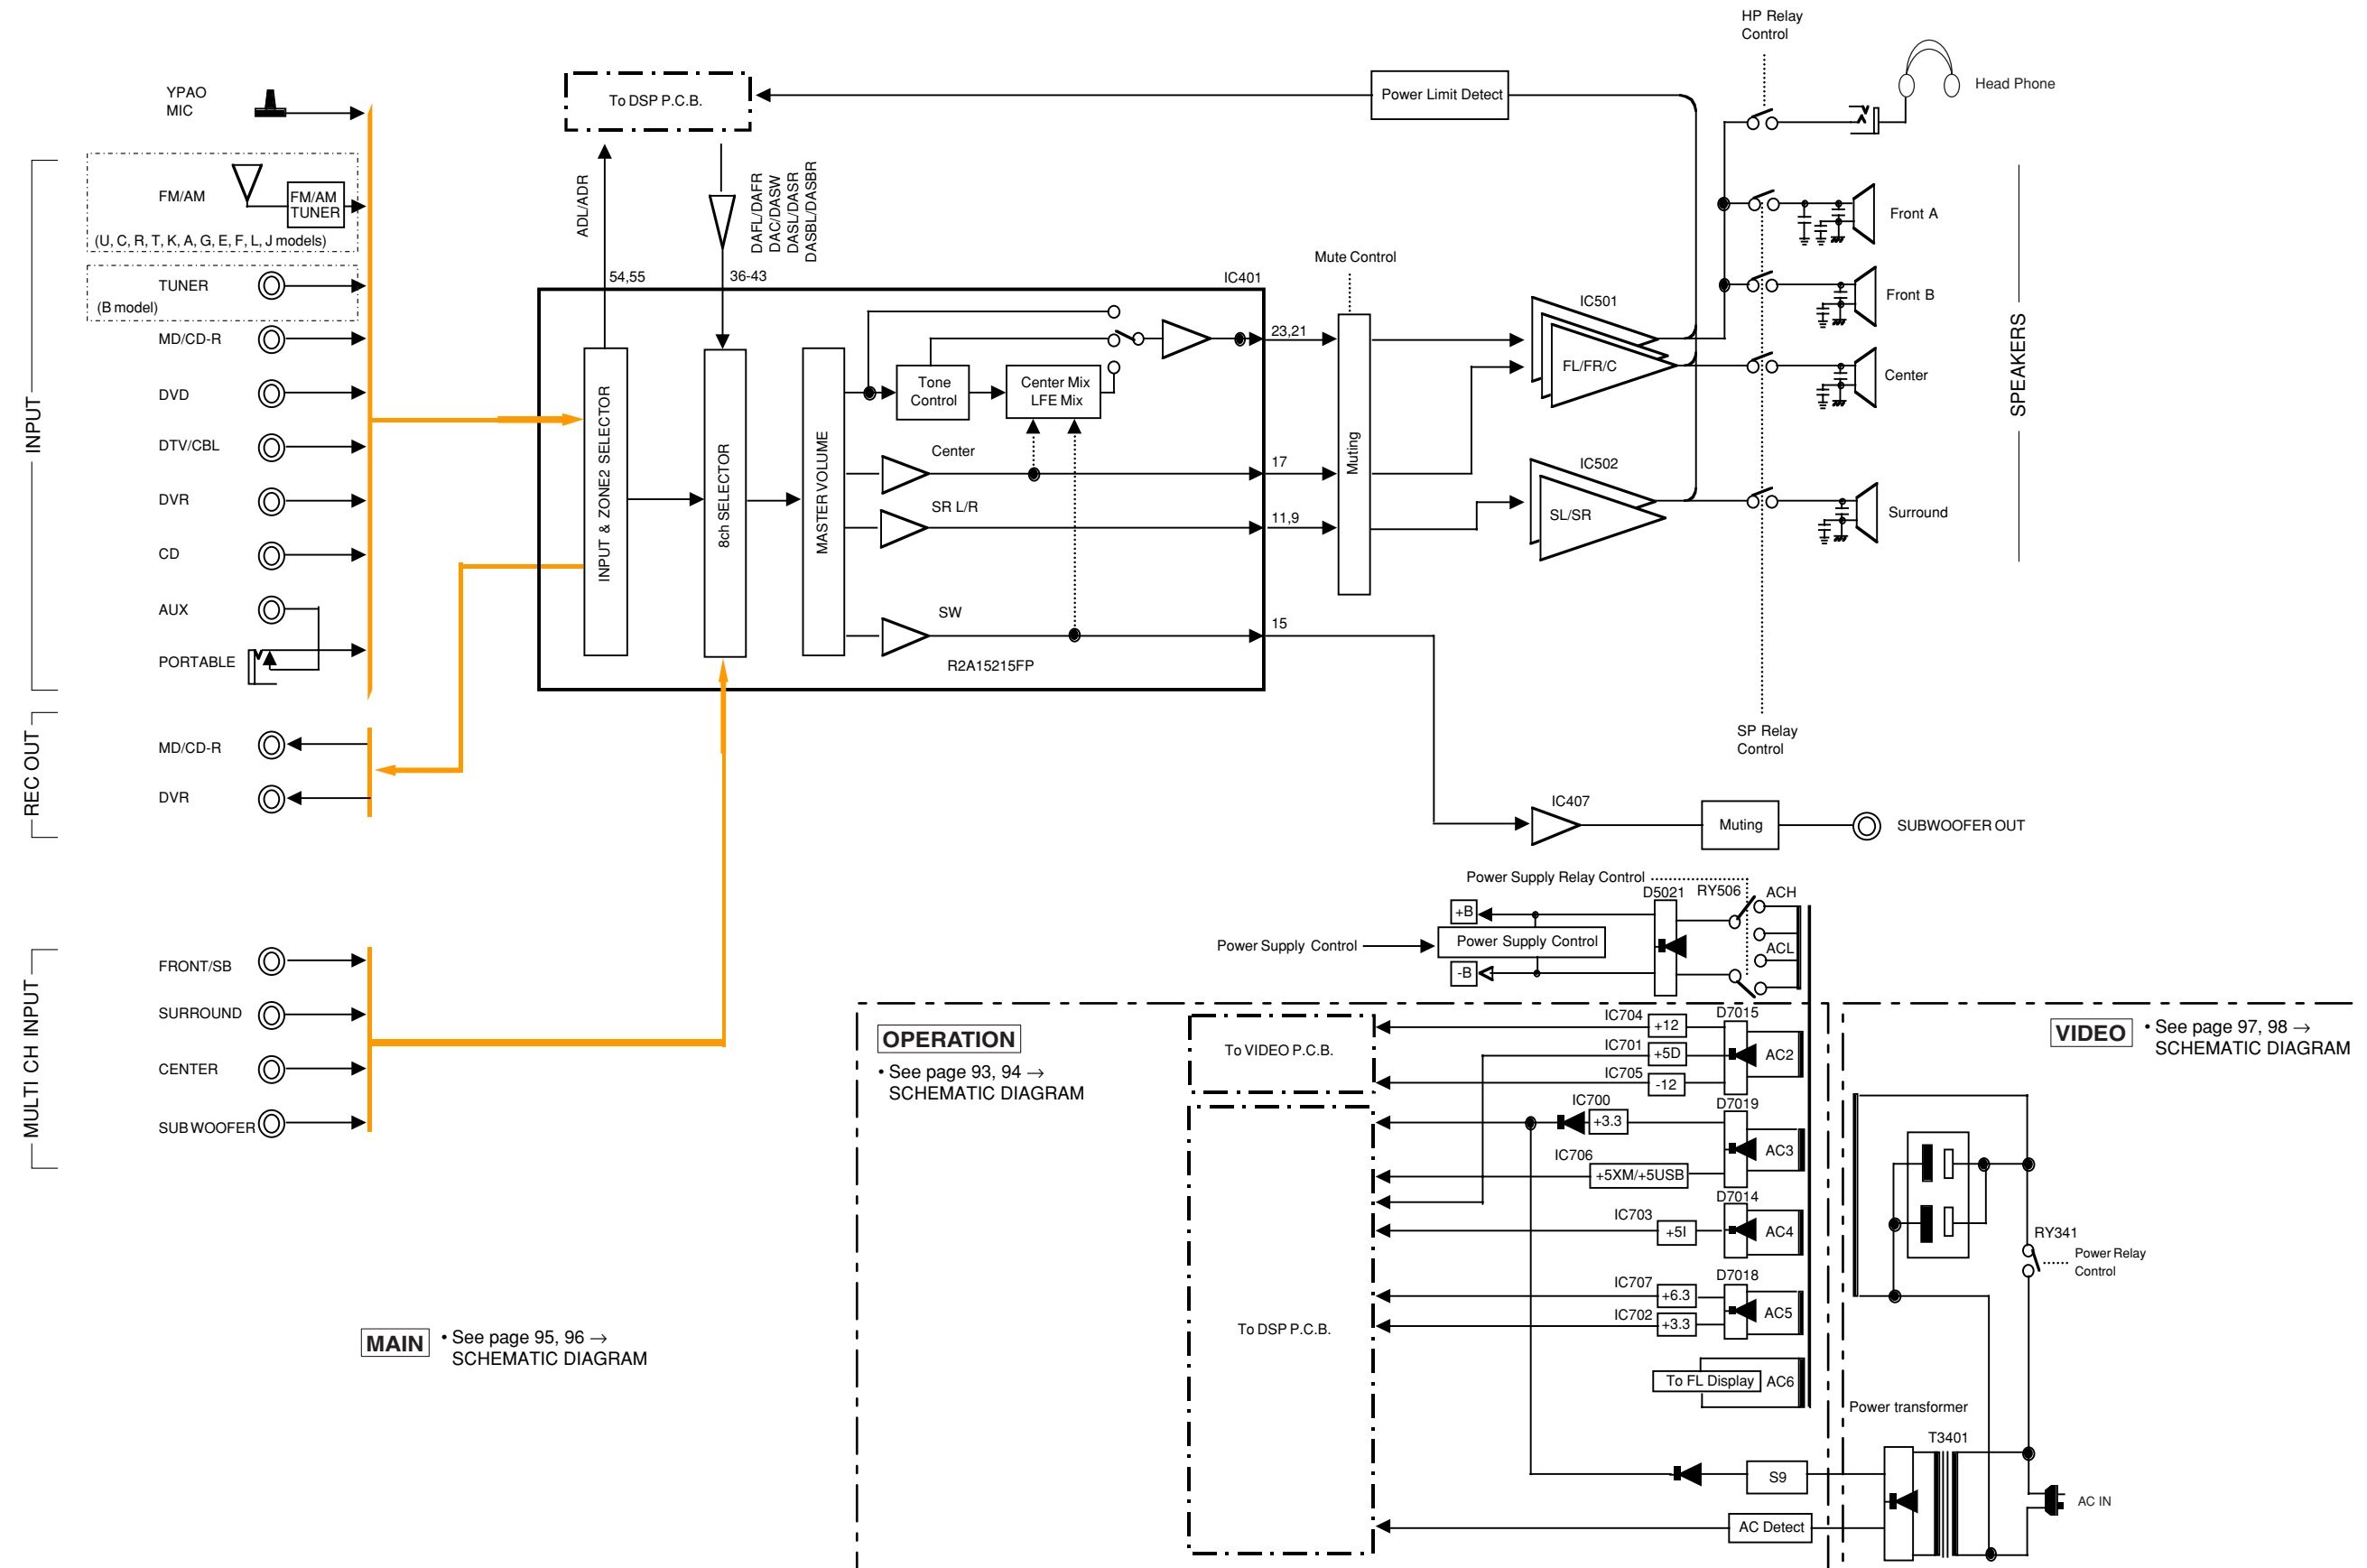 HP Relay
Control
Head Phone
YPAO
MIC
To DSP P.C.B.
Power Limit Detect
INPUT
FM/AM
FM/AM
TUNER
(U, C, R, T, K, A, G, E, F, L, J models)
TUNER
(B model)
MD/CD-R
DVD
DTV/CBL
DVR
CD
AUX
PORTABLE
ADL/ADR
DAFL/DAFR
DAC/DASW
DASL/DASR
DASBL/DASBR
54,55
36-43
IC401
INPUT & ZONE2 SELECTOR
8ch SELECTOR
MASTER VOLUME
Tone
Control
Center Mix
LFE Mix
Center
SR L/R
SW
R2A15215FP
23,21
17
11,9
15
Mute Control
Muting
IC501
FL/FR/C
IC502
SL/SR
Front A
Front B
Center
Surround
SPEAKERS
SP Relay
Control
REC OUT
MD/CD-R
DVR
IC407
Muting
SUBWOOFER OUT
MULTI CH INPUT
FRONT/SB
SURROUND
CENTER
SUBWOOFER
Power Supply Relay Control
D5021
RY506
ACH
+B
Power Supply Control
Power Supply Control
ACL
-B
OPERATION
• See page 93, 94 →
SCHEMATIC DIAGRAM
To VIDEO P.C.B.
IC704
+12
D7015
IC701
+5D
AC2
IC705
-12
VIDEO
• See page 97, 98 →
SCHEMATIC DIAGRAM
IC700
+3.3
D7019
AC3
IC706
+5XM/+5USB
D7014
IC703
+5I
AC4
IC707
+6.3
D7018
IC702
+3.3
AC5
To DSP P.C.B.
To FL Display
AC6
RY341
Power Relay
Control
MAIN
• See page 95, 96 →
SCHEMATIC DIAGRAM
Power transformer
T3401
S9
AC IN
AC Detect